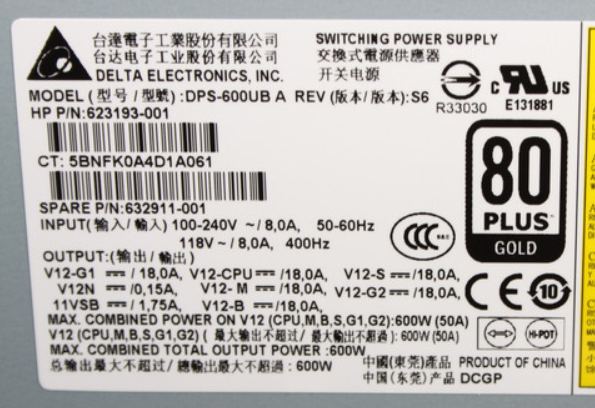 台達電子工業股份有限公司
台达电子工业股份有限公司
DELTA ELECTRONICS, INC.
SWITCHING POWER SUPPLY
交換式電源供應器
开关电源
R33030
C UR US
E131881
MODEL (型号 / 型號) :DPS-600UB A REV (版本/ 版本):S6
HP P/N:623193-001
CT: 5BNFK0A4D1A061
SPARE P/N:632911-001
INPUT(输入/ 輸入) 100-240V ~/ 8,0A, 50-60Hz
118V ~/ 8,0A, 400Hz
OUTPUT:(输出 / 輸出)
V12-G1 / 18,0A, V12-CPU /18,0A, V12-S /18,0A,
V12N /0,15A, V12- M /18,0A, V12-G2 /18,0A,
11VSB / 1,75A, V12-B /18,0A,
MAX. COMBINED POWER ON V12 (CPU,M,B,S,G1,G2):600W (50A)
V12 (CPU,M,B,S,G1,G2) ( 最大输出不超过/ 最大輸出不超過 ): 600W (50A)
MAX. COMBINED TOTAL OUTPUT POWER : 600W
总输出最大不超过/ 總輸出最大不超過 : 600W
80
PLUS
GOLD
CCC
CE
10
HI-POT
中國(東莞)產品 PRODUCT OF CHINA
中国(东莞)产品 DCGP